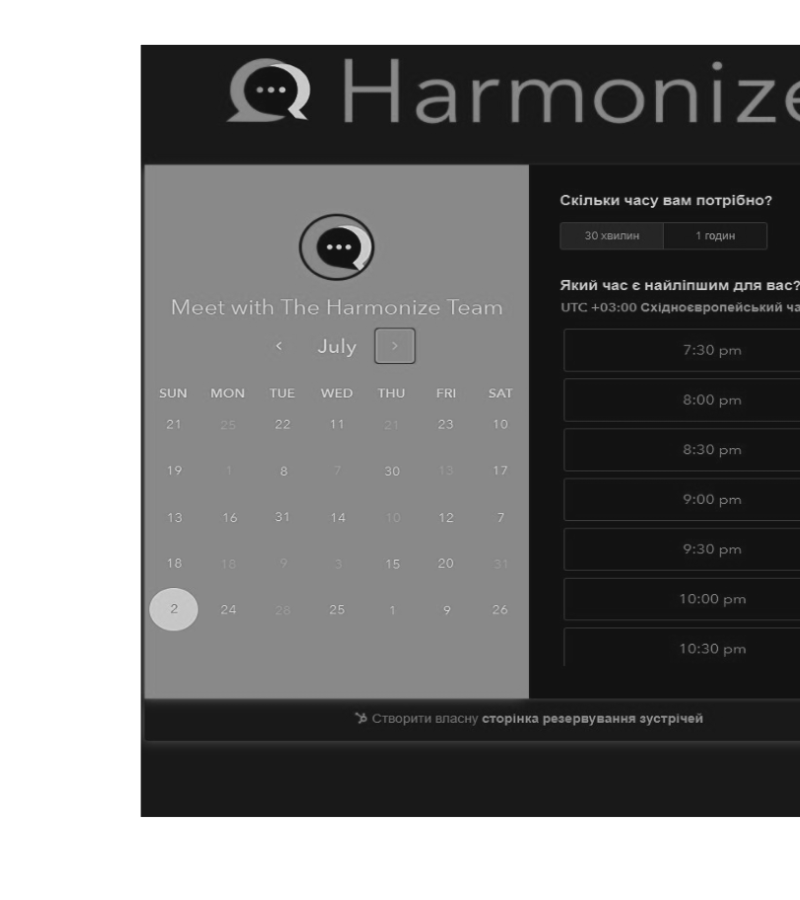 Harmonize
Meet with The Harmonize Team
‹ July ›
SUN MON TUE WED THU FRI SAT
21 25 22 11 21 23 10
19 1 8 7 30 13 17
13 16 31 14 10 12 7
18 18 9 3 15 20 31
2 24 28 25 1 9 26
Скільки часу вам потрібно?
30 хвилин 1 годин
Який час є найліпшим для вас?
UTC +03:00 Східноєвропейський ча
7:30 pm
8:00 pm
8:30 pm
9:00 pm
9:30 pm
10:00 pm
10:30 pm
Створити власну сторінка резервування зустрічей